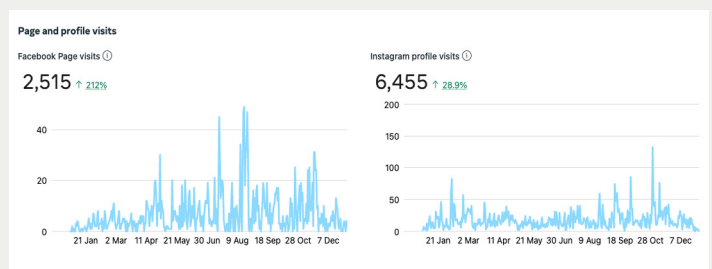 Page and profile visits
Facebook Page visits
2,515 ↑ 212%
40
20
0
21 Jan 2 Mar 11 Apr 21 May 30 Jun 9 Aug 18 Sep 28 Oct 7 Dec
Instagram profile visits
6,455 ↑ 28.9%
200
150
100
50
0
21 Jan 2 Mar 11 Apr 21 May 30 Jun 9 Aug 18 Sep 28 Oct 7 Dec